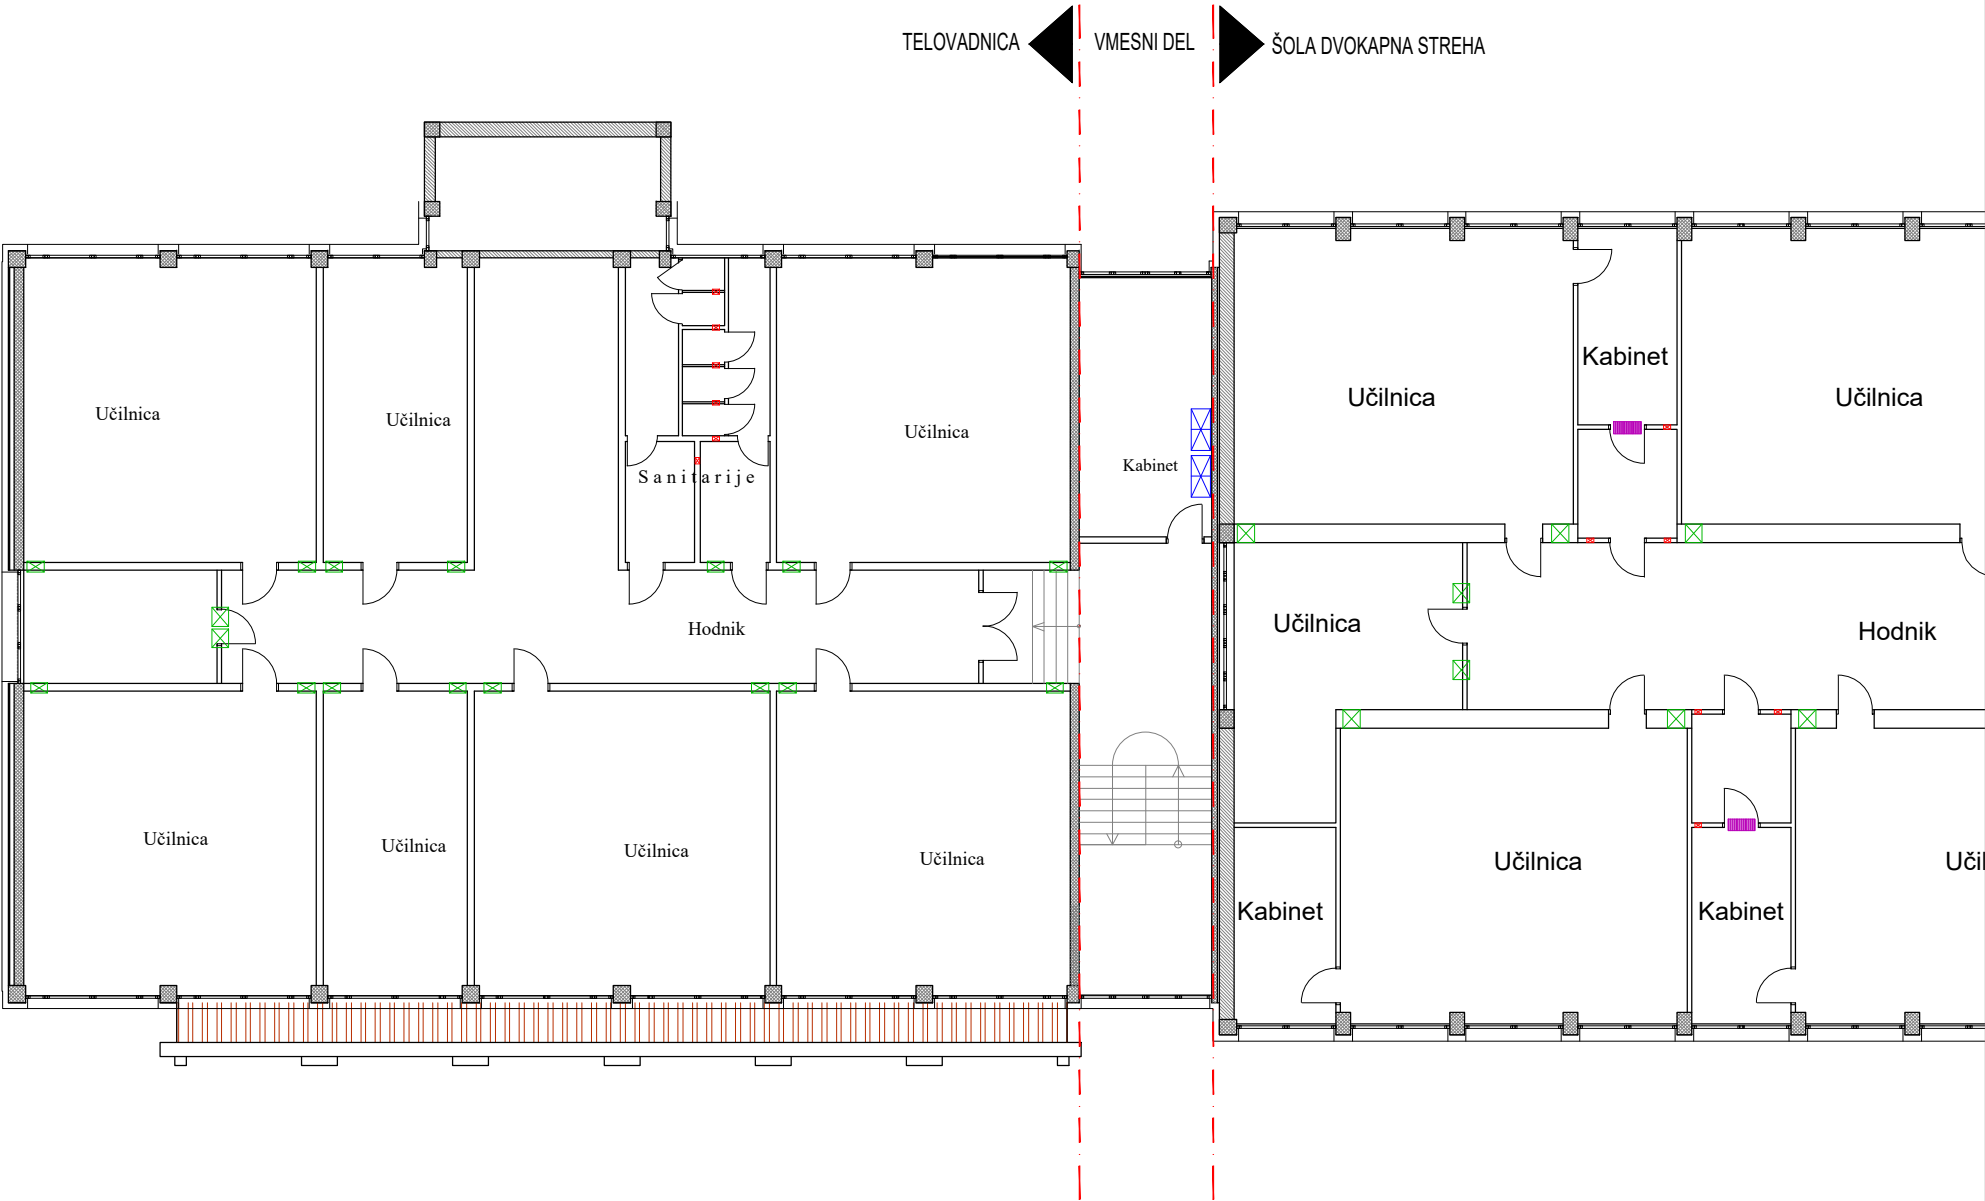 TELOVADNICA
VMESNI DEL
ŠOLA DVOKAPNA STREHA
Kabinet
Učilnica
Učilnica
Učilnica
Učilnica
Učilnica
Kabinet
Sanitarije
Učilnica
Hodnik
Hodnik
Učilnica
Učilnica
Učilnica
Učilnica
Učilnica
Učil
Kabinet
Kabinet